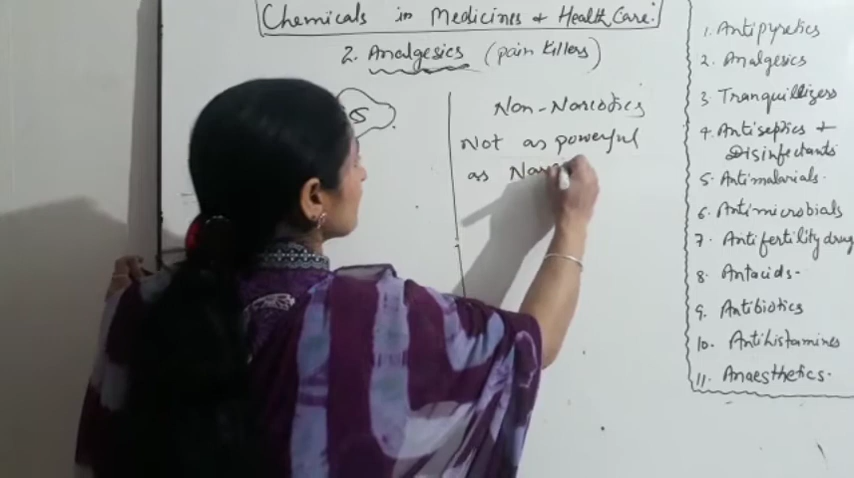 Chemicals in Medicines & Health Care:
2. Analgesics (pain killers)
Non-Narcotics
Not as powerful
as
1. Antipyretics
2. Analgesics
3 Tranquillizers
4. Antiseptics &
Disinfectants
5. Antimalarials.
6. Antimicrobials
7. Antifertility drug
8. Antacids.
9. Antibiotics
10. Antihistamines
11. Anaesthetics.